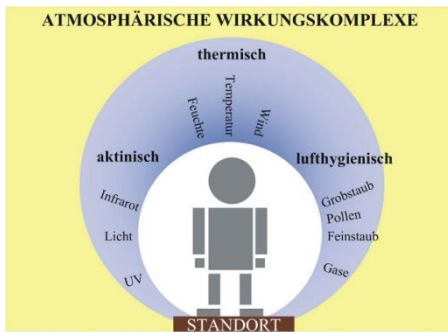 ATMOSPHÄRISCHE WIRKUNGSKOMPLEXE
thermisch
Feuchte
Temperatur
Wind
aktinisch
Infrarot
Licht
UV
lufthygienisch
Grobstaub
Pollen
Feinstaub
Gase
STANDORT